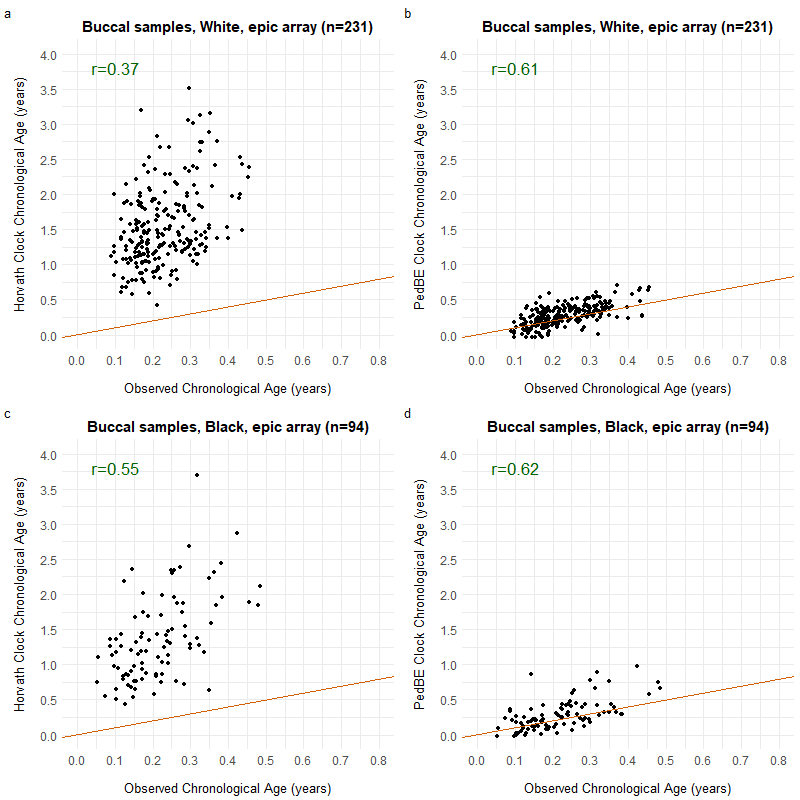 a
Buccal samples, White, epic array (n=231)
r=0.37
Horvath Clock Chronological Age (years)
4.0
3.5
3.0
2.5
2.0
1.5
1.0
0.5
0.0
0.0 0.1 0.2 0.3 0.4 0.5 0.6 0.7 0.8
Observed Chronological Age (years)
b
Buccal samples, White, epic array (n=231)
r=0.61
PedBE Clock Chronological Age (years)
4.0
3.5
3.0
2.5
2.0
1.5
1.0
0.5
0.0
0.0 0.1 0.2 0.3 0.4 0.5 0.6 0.7 0.8
Observed Chronological Age (years)
c
Buccal samples, Black, epic array (n=94)
r=0.55
Horvath Clock Chronological Age (years)
4.0
3.5
3.0
2.5
2.0
1.5
1.0
0.5
0.0
0.0 0.1 0.2 0.3 0.4 0.5 0.6 0.7 0.8
Observed Chronological Age (years)
d
Buccal samples, Black, epic array (n=94)
r=0.62
PedBE Clock Chronological Age (years)
4.0
3.5
3.0
2.5
2.0
1.5
1.0
0.5
0.0
0.0 0.1 0.2 0.3 0.4 0.5 0.6 0.7 0.8
Observed Chronological Age (years)